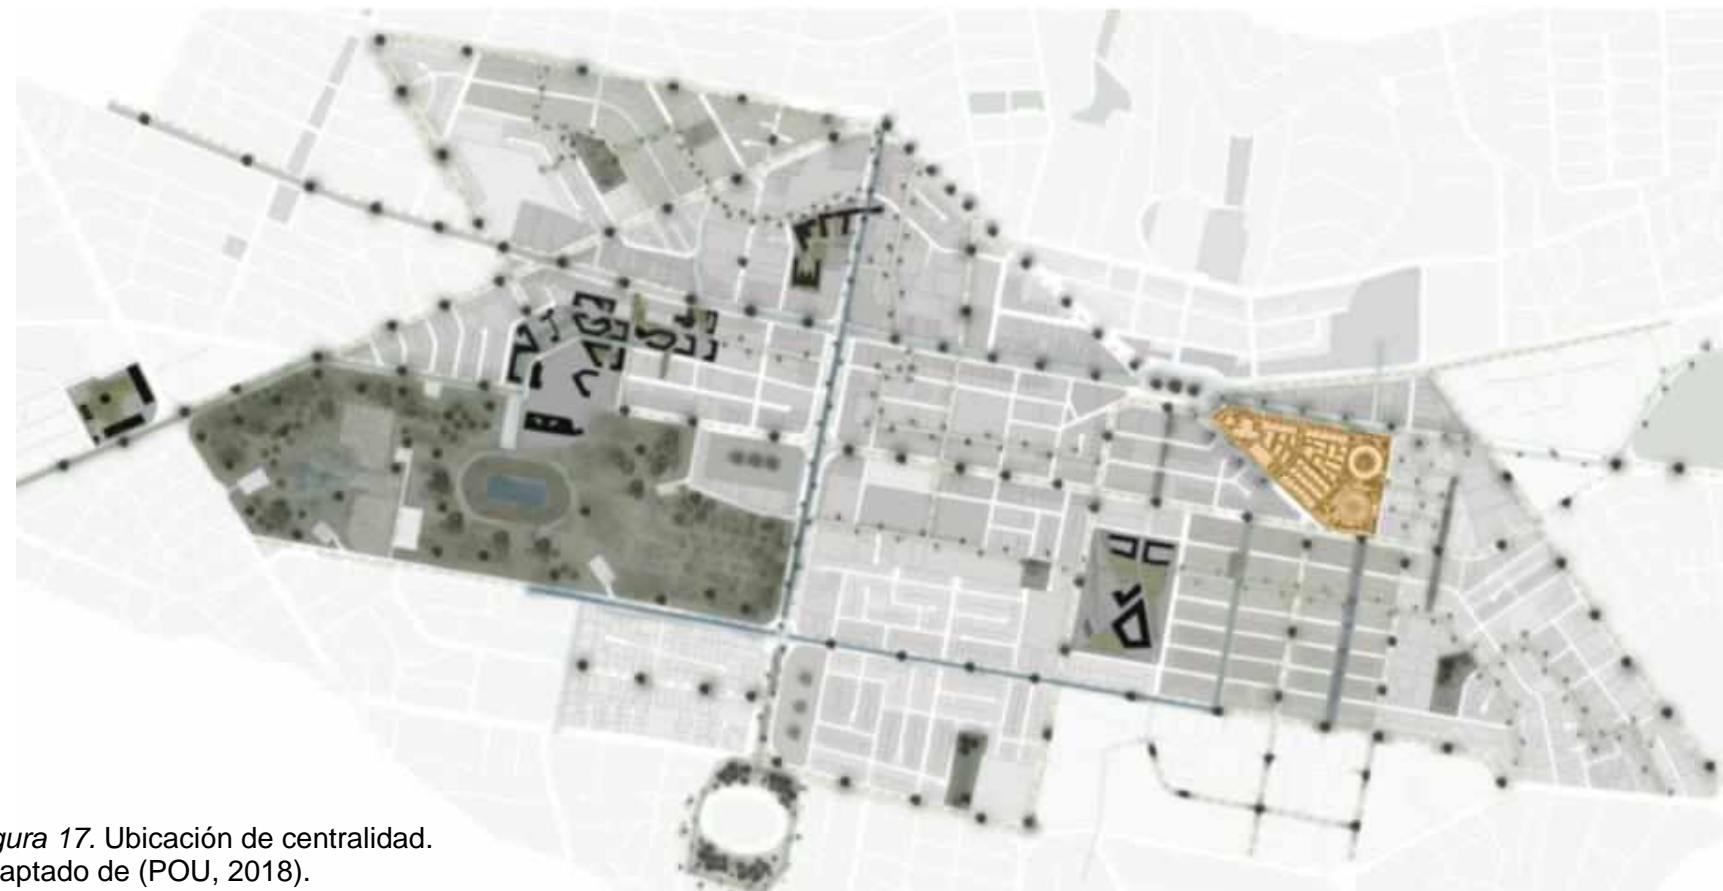 gura 17. Ubicación de centralidad.
aptado de (POU, 2018).